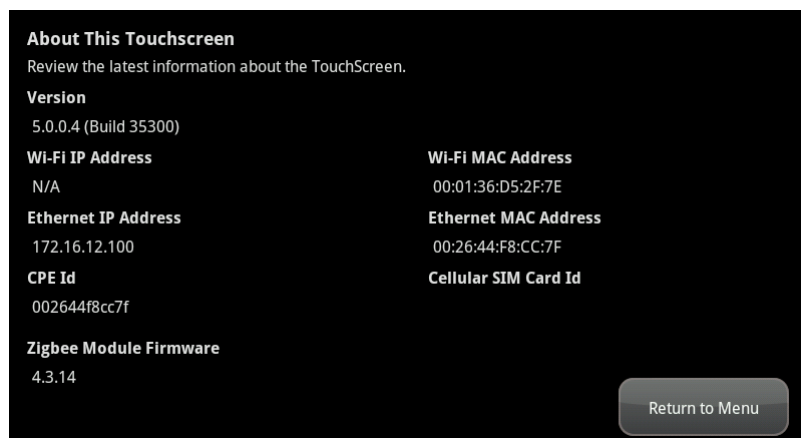 About This Touchscreen
Review the latest information about the TouchScreen.
Version
5.0.0.4 (Build 35300)
Wi-Fi IP Address
Wi-Fi MAC Address
N/A
00:01:36:D5:2F:7E
Ethernet IP Address
Ethernet MAC Address
172.16.12.100
00:26:44:F8:CC:7F
CPE Id
Cellular SIM Card Id
002644f8cc7f
Zigbee Module Firmware
4.3.14
Return to Menu